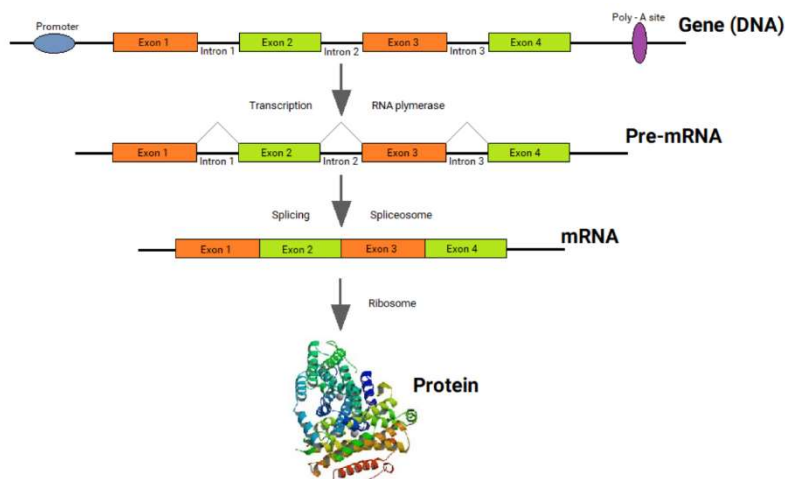 Promoter
Poly - A site
Gene (DNA)
Exon 1
Intron 1
Exon 2
Intron 2
Exon 3
Intron 3
Exon 4
Transcription
RNA plymerase
Pre-mRNA
Exon 1
Intron 1
Exon 2
Intron 2
Exon 3
Intron 3
Exon 4
Splicing
Spliceosome
mRNA
Exon 1
Exon 2
Exon 3
Exon 4
Ribosome
Protein